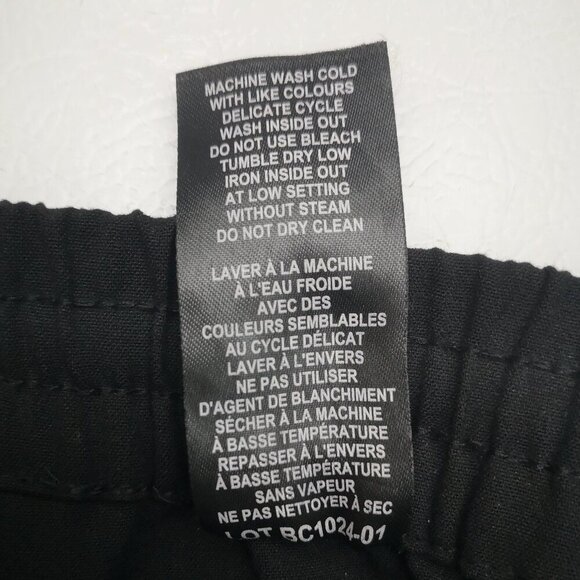 MACHINE WASH COLD
WITH LIKE COLOURS
DELICATE CYCLE
WASH INSIDE OUT
DO NOT USE BLEACH
TUMBLE DRY LOW
IRON INSIDE OUT
AT LOW SETTING
WITHOUT STEAM
DO NOT DRY CLEAN
LAVER À LA MACHINE
À L'EAU FROIDE
AVEC DES
COULEURS SEMBLABLES
AU CYCLE DÉLICAT
LAVER À L'ENVERS
NE PAS UTILISER
D'AGENT DE BLANCHIMENT
SÉCHER À LA MACHINE
À BASSE TEMPÉRATURE
REPASSER À L'ENVERS
À BASSE TEMPÉRATURE
SANS VAPEUR
NE PAS NETTOYER À SEC
LOT BC1024-01